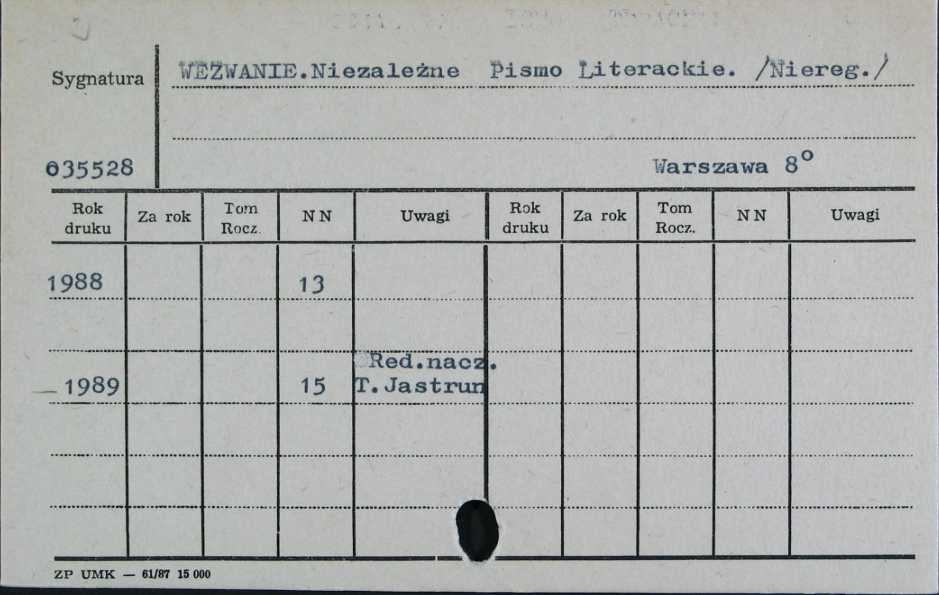 Sygnatura WEZWANIE.Niezależne Pismo Literackie. /Niereg./
035528 Warszawa 8°
Rok druku Za rok Tom Rocz. NN Uwagi Rok druku Za rok Tom Rocz. NN Uwagi
1988 13
Red.nacz.
1989 15 T.Jastrun
ZP UMK — 61/87 15 000